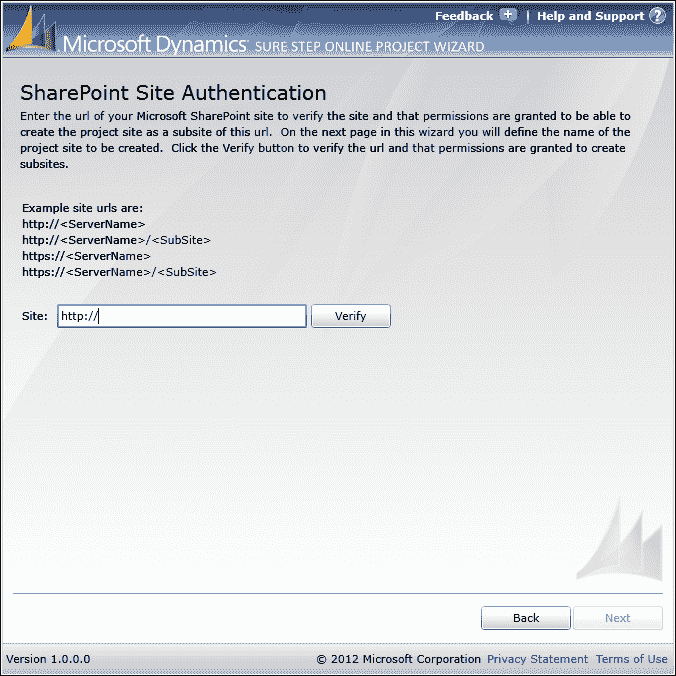 Feedback | Help and Support ?
Microsoft Dynamics SURE STEP ONLINE PROJECT WIZARD
SharePoint Site Authentication
Enter the url of your Microsoft SharePoint site to verify the site and that permissions are granted to be able to
create the project site as a subsite of this url.  On the next page in this wizard you will define the name of the
project site to be created.  Click the Verify button to verify the url and that permissions are granted to create
subsites.
Example site urls are:
http://<ServerName>
http://<ServerName>/<SubSite>
https://<ServerName>
https://<ServerName>/<SubSite>
Site: http:// Verify
Back Next
Version 1.0.0.0 © 2012 Microsoft Corporation Privacy Statement Terms of Use